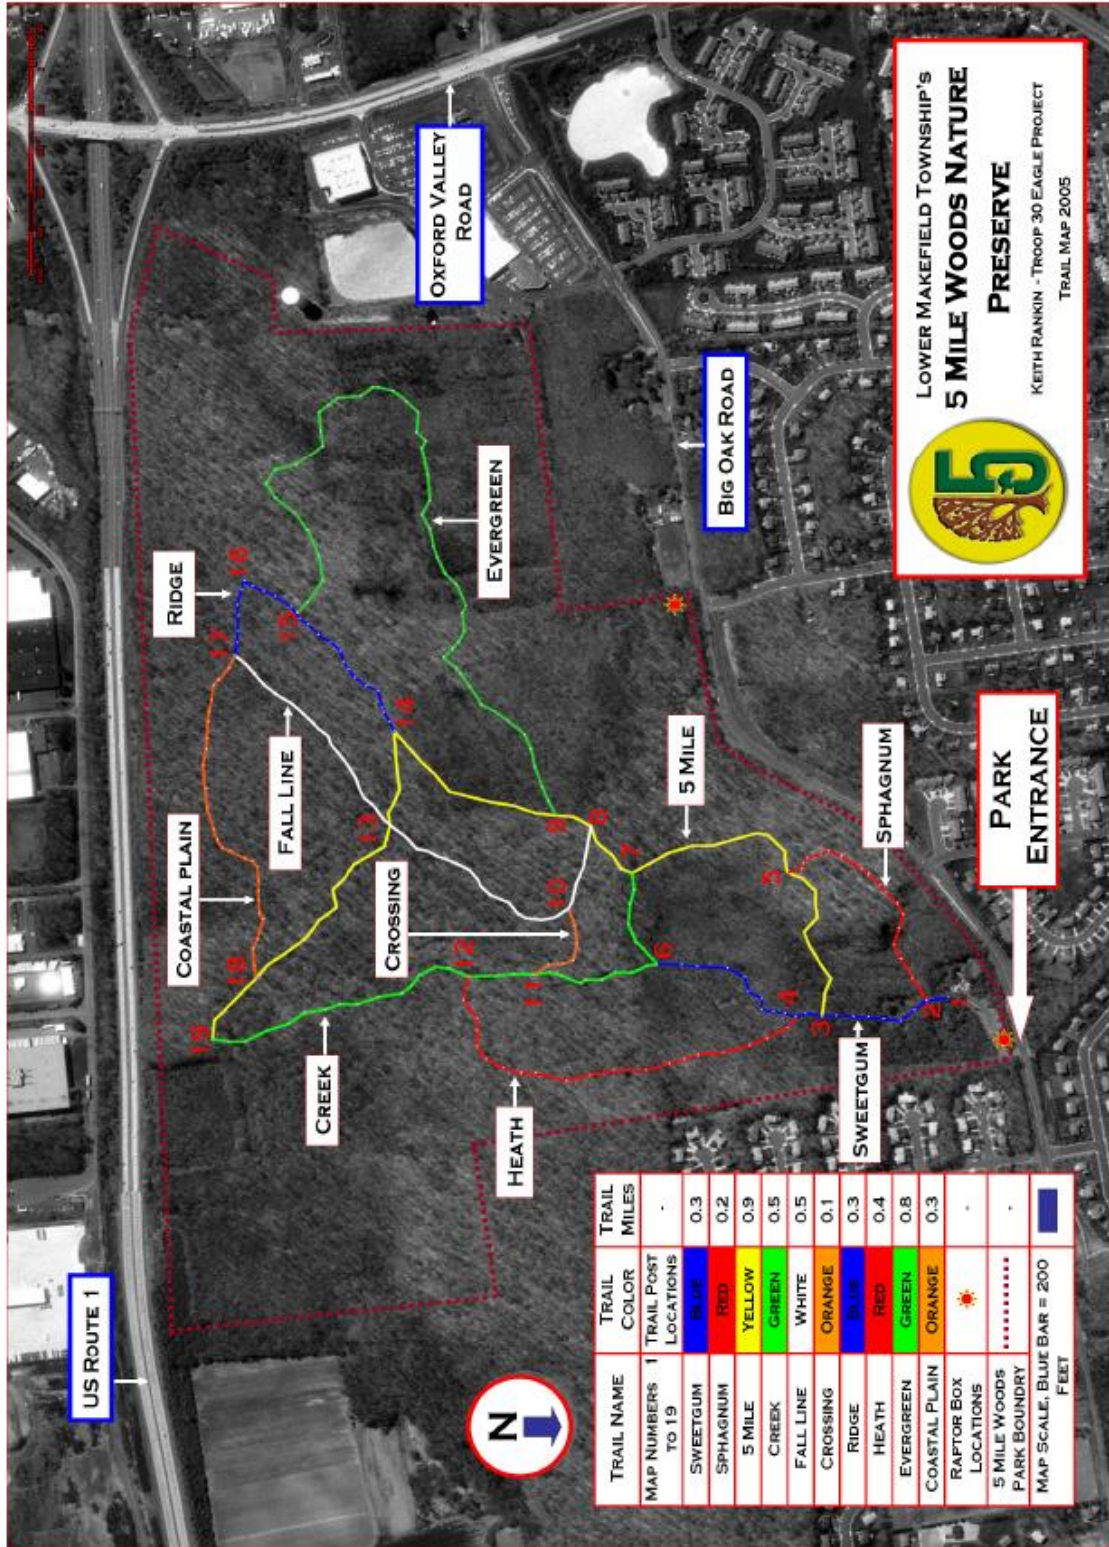 LOWER MAKEFIELD TOWNSHIP'S
5 MILE WOODS NATURE
PRESERVE
KEITH RANKIN - TROOP 30 EAGLE PROJECT
TRAIL MAP 2005
5
US ROUTE 1
OXFORD VALLEY
ROAD
BIG OAK ROAD
PARK
ENTRANCE
RIDGE
FALL LINE
COASTAL PLAIN
CROSSING
CREEK
HEATH
EVERGREEN
5 MILE
SPHAGNUM
SWEETGUM
1
2
3
4
5
6
7
8
9
10
11
12
13
14
15
16
17
18
19
N
TRAIL NAME TRAIL COLOR TRAIL MILES
MAP NUMBERS 1 TO 19 TRAIL POST LOCATIONS -
SWEETGUM BLUE 0.3
SPHAGNUM RED 0.2
5 MILE YELLOW 0.9
CREEK GREEN 0.5
FALL LINE WHITE 0.5
CROSSING ORANGE 0.1
RIDGE BLUE 0.3
HEATH RED 0.4
EVERGREEN GREEN 0.8
COASTAL PLAIN ORANGE 0.3
RAPTOR BOX LOCATIONS -
5 MILE WOODS PARK BOUNDRY -
MAP SCALE, BLUE BAR = 200 FEET